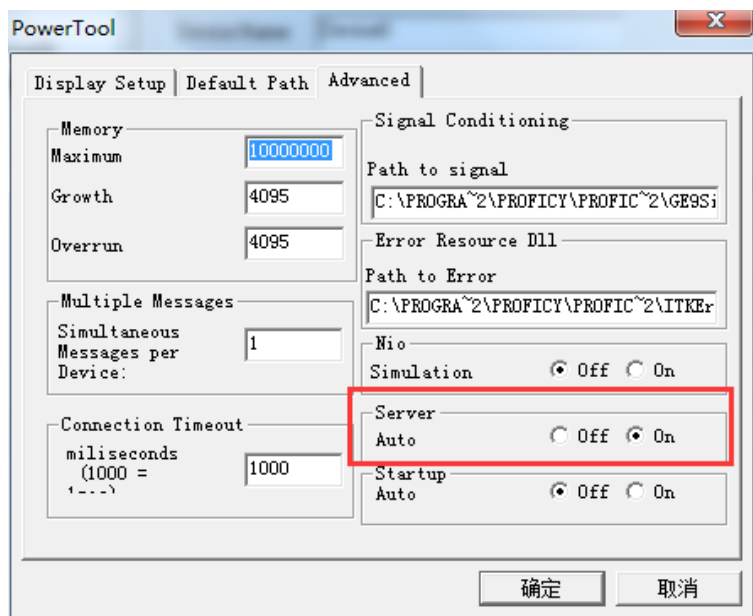 PowerTool
Display Setup
Default Path
Advanced
Memory
Maximum
10000000
Growth
4095
Overrun
4095
Multiple Messages
Simultaneous
Messages per
Device:
1
Connection Timeout
miliseconds
(1000 =
1000
Signal Conditioning
Path to signal
C:\PROGRA~2\PROFICY\PROFIC~2\GE9Si
Error Resource Dll
Path to Error
C:\PROGRA~2\PROFICY\PROFIC~2\ITKEr
Nio
Simulation
Off
On
Server
Auto
Off
On
Startup
Auto
Off
On
确定
取消